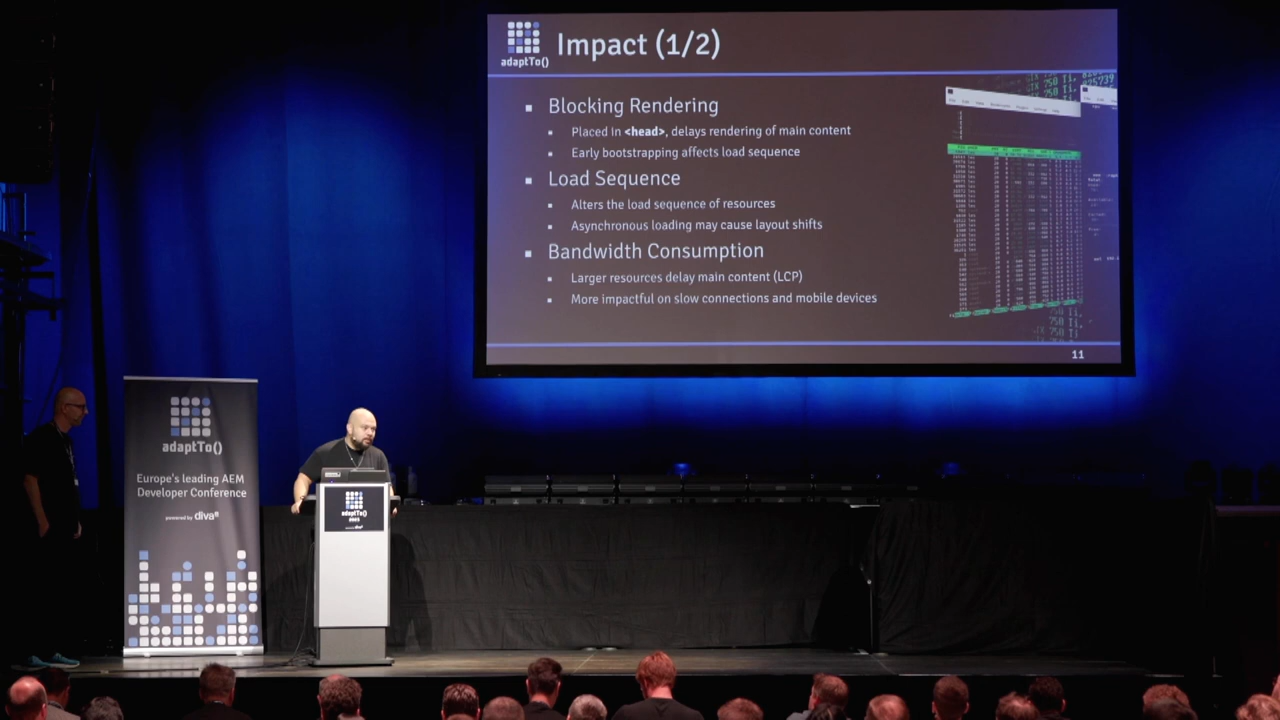 adaptTo()
Impact (1/2)
Blocking Rendering
Placed in <head>, delays rendering of main content
Early bootstrapping affects load sequence
Load Sequence
Alters the load sequence of resources
Asynchronous loading may cause layout shifts
Bandwidth Consumption
Larger resources delay main content (LCP)
More impactful on slow connections and mobile devices
11
adaptTo()
Europe's leading AEM
Developer Conference
powered by diva
adaptTo()